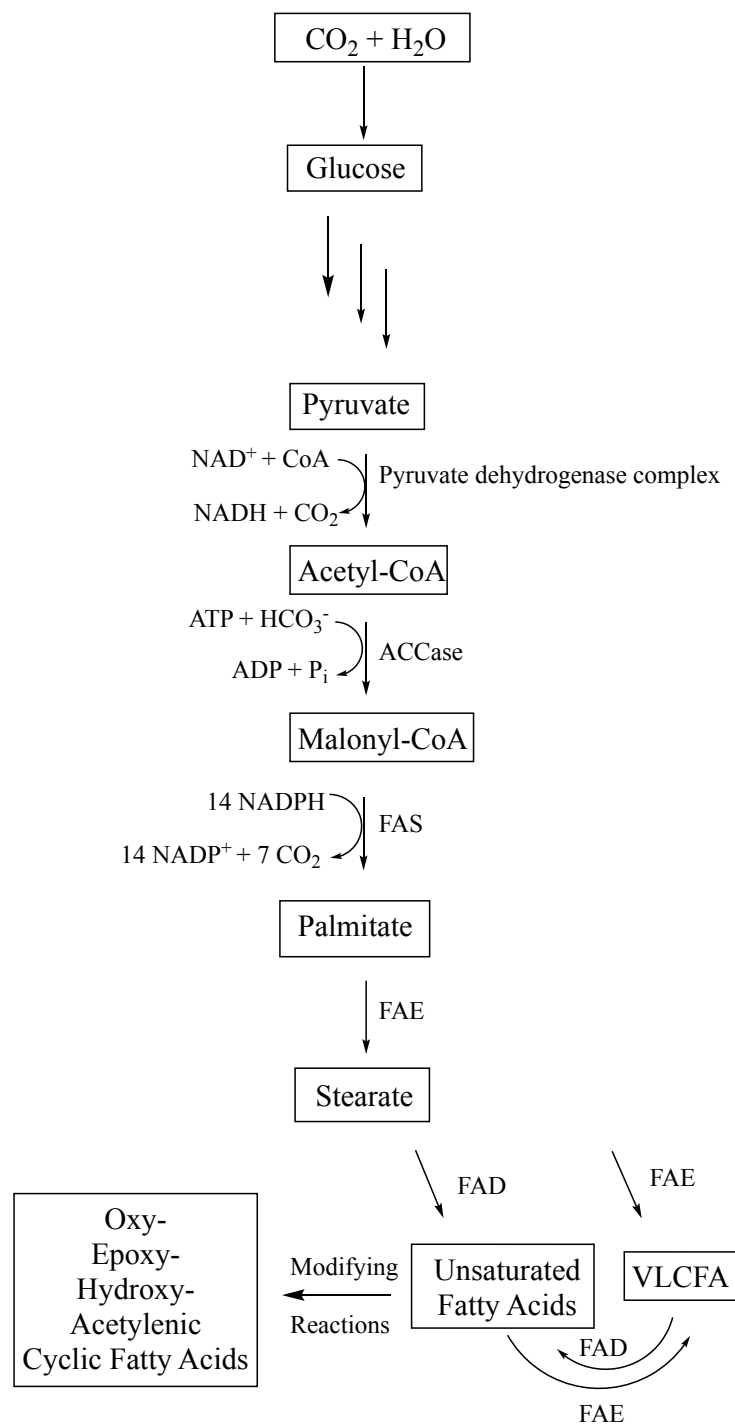 CO₂ + H₂O
Glucose
Pyruvate
NAD⁺ + CoA
Pyruvate dehydrogenase complex
NADH + CO₂
Acetyl-CoA
ATP + HCO₃⁻
ACCase
ADP + Pᵢ
Malonyl-CoA
14 NADPH
FAS
14 NADP⁺ + 7 CO₂
Palmitate
FAE
Stearate
FAD
FAE
Oxy-
Epoxy-
Hydroxy-
Acetylenic
Cyclic Fatty Acids
Modifying
Reactions
Unsaturated
Fatty Acids
VLCFA
FAD
FAE